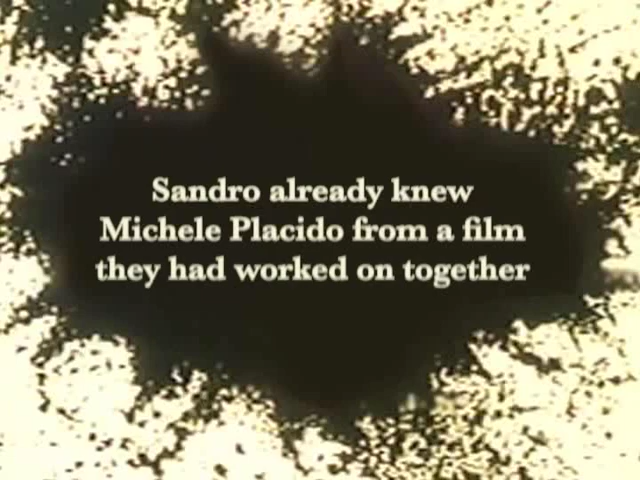 Sandro already knew
Michele Placido from a film
they had worked on together